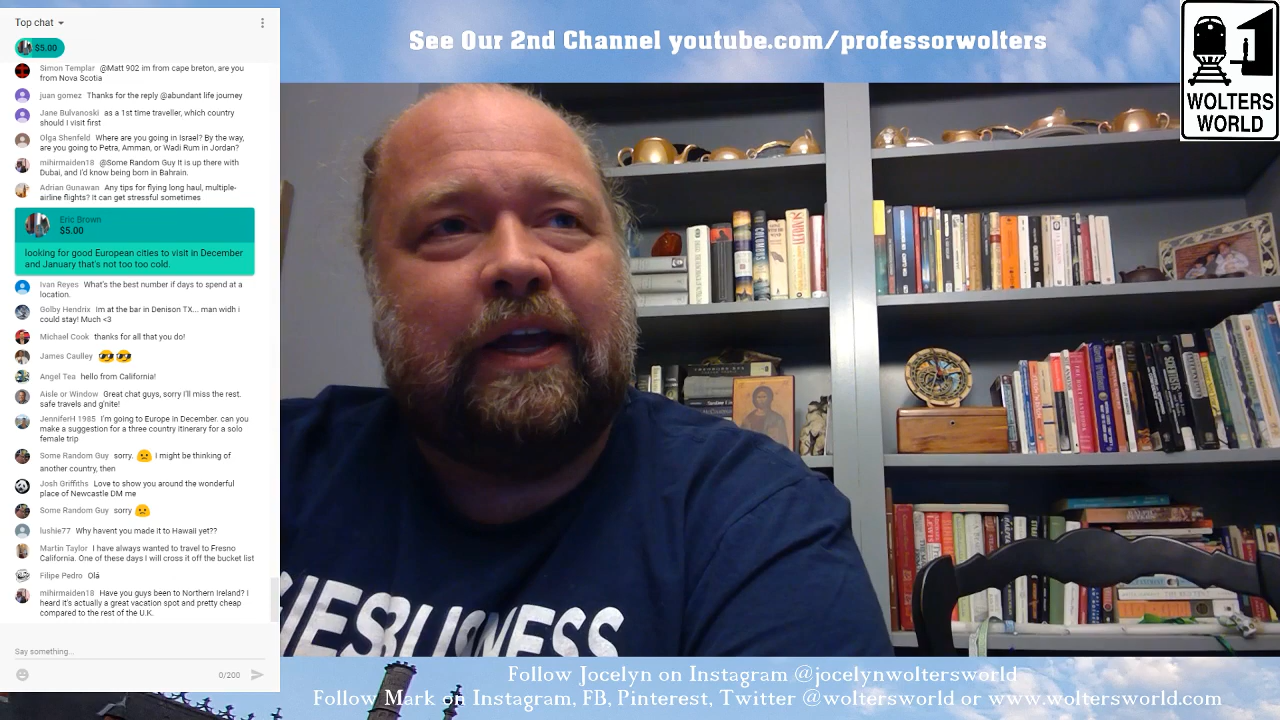 Top chat
$5.00
Simon Templar @Matt 902 im from cape breton, are you
from Nova Scotia
juan gomez Thanks for the reply @abundant life journey
Jane Bulvanoski as a 1st time traveller, which country
should I visit first
Olga Shenfeld Where are you going in Israel? By the way,
are you going to Petra, Amman, or Wadi Rum in Jordan?
mihirmaiden18 @Some Random Guy It is up there with
Dubai, and I'd know being born in Bahrain.
Adrian Gunawan Any tips for flying long haul, multiple-
airline flights? It can get stressful sometimes
Eric Brown
$5.00
looking for good European cities to visit in December
and January that's not too too cold.
Ivan Reyes What's the best number if days to spend at a
location.
Golby Hendrix Im at the bar in Denison TX... man widh i
could stay! Much <3
Michael Cook thanks for all that you do!
James Caulley
Angel Tea hello from California!
Aisle or Window Great chat guys, sorry I'll miss the rest.
safe travels and g'nite!
JenniferH 1985 I'm going to Europe in December. can you
make a suggestion for a three country itinerary for a solo
female trip
Some Random Guy sorry. I might be thinking of
another country, then
Josh Griffiths Love to show you around the wonderful
place of Newcastle DM me
Some Random Guy sorry
lushie77 Why havent you made it to Hawaii yet??
Martin Taylor I have always wanted to travel to Fresno
California. One of these days I will cross it off the bucket list
Filipe Pedro Olá
mihirmaiden18 Have you guys been to Northern Ireland? I
heard it's actually a great vacation spot and pretty cheap
compared to the rest of the U.K.
Say something...
0/200
See Our 2nd Channel youtube.com/professorwolters
WOLTERS
WORLD
COLUMBUS
Follow Jocelyn on Instagram @jocelynwoltersworld
Follow Mark on Instagram, FB, Pinterest, Twitter @woltersworld or www.woltersworld.com